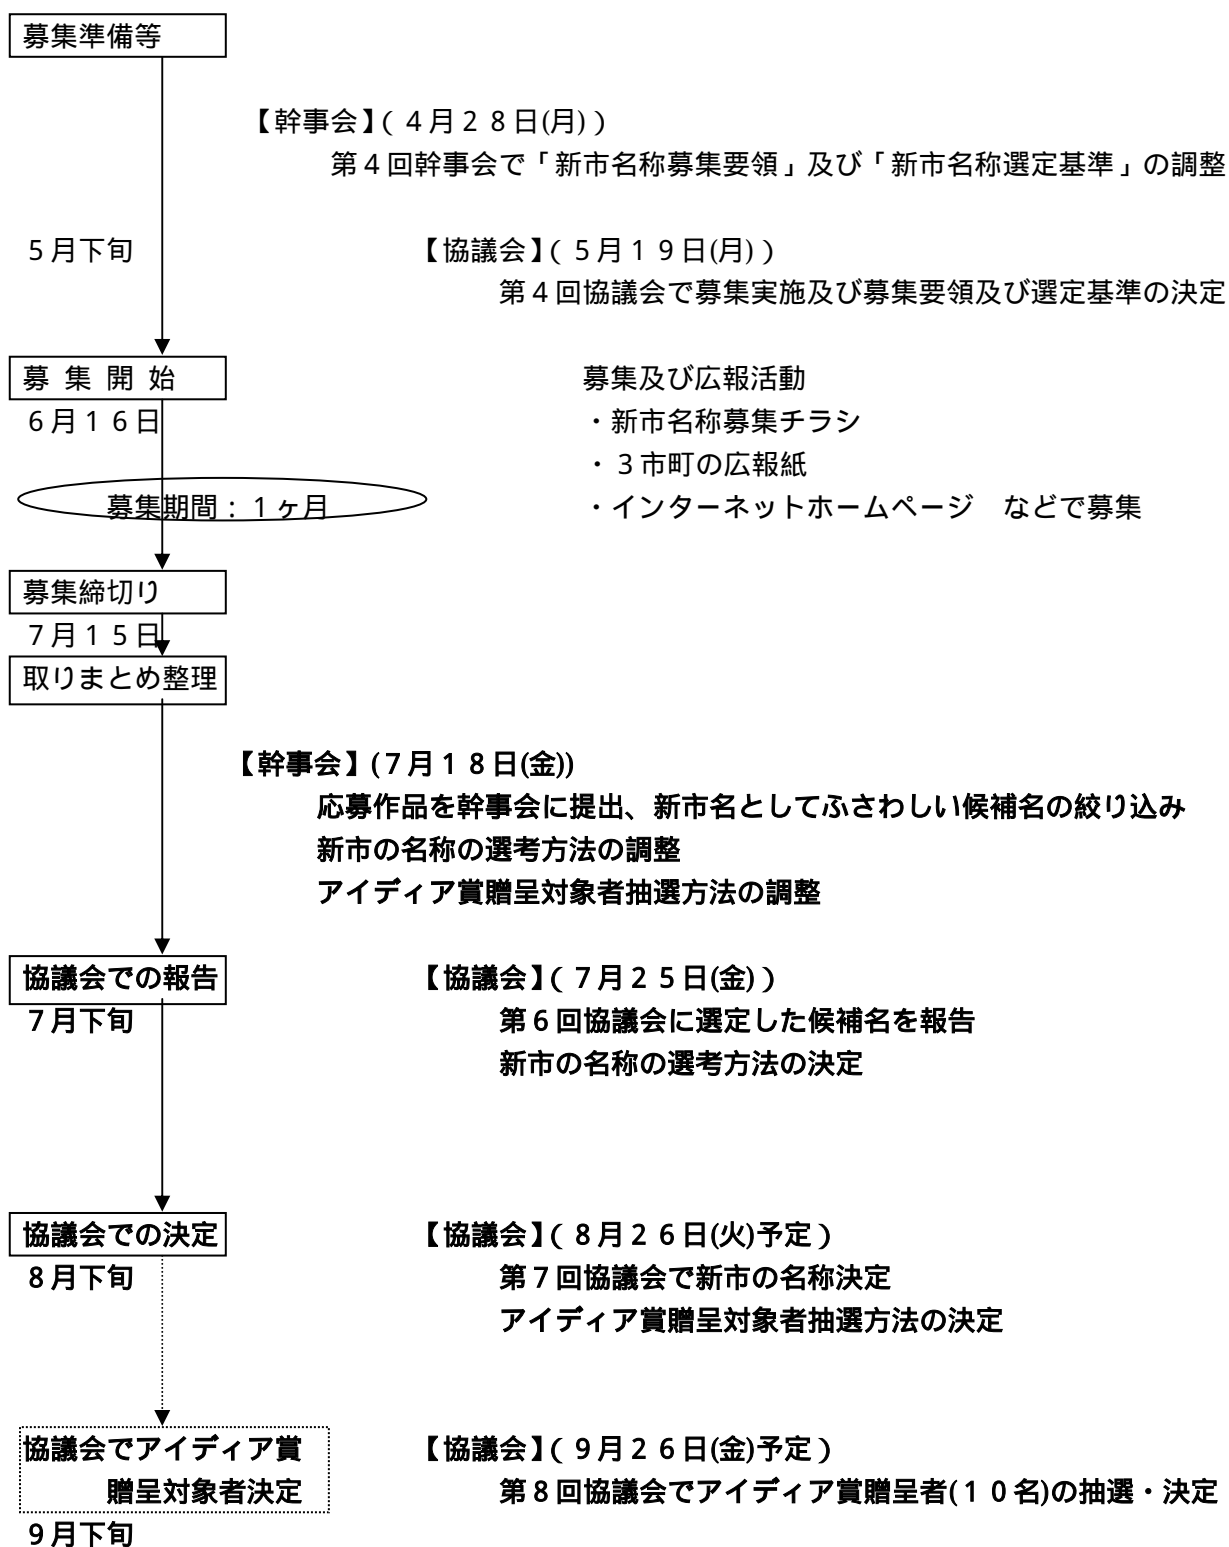 募集準備等
【幹事会】(４月２８日(月))
第４回幹事会で「新市名称募集要領」及び「新市名称選定基準」の調整
５月下旬　【協議会】(５月１９日(月))
第４回協議会で募集実施及び募集要領及び選定基準の決定
募 集 開 始　募集及び広報活動
６月１６日　・新市名称募集チラシ
・３市町の広報紙
募集期間：１ヶ月　・インターネットホームページ　などで募集
募集締切り
７月１５日
取りまとめ整理
【幹事会】(７月１８日(金))
応募作品を幹事会に提出、新市名としてふさわしい候補名の絞り込み
新市の名称の選考方法の調整
アイディア賞贈呈対象者抽選方法の調整
協議会での報告　【協議会】(７月２５日(金))
７月下旬　第６回協議会に選定した候補名を報告
新市の名称の選考方法の決定
協議会での決定　【協議会】(８月２６日(火)予定)
８月下旬　第７回協議会で新市の名称決定
アイディア賞贈呈対象者抽選方法の決定
協議会でアイディア賞　【協議会】(９月２６日(金)予定)
贈呈対象者決定　第８回協議会でアイディア賞贈呈者(１０名)の抽選・決定
９月下旬